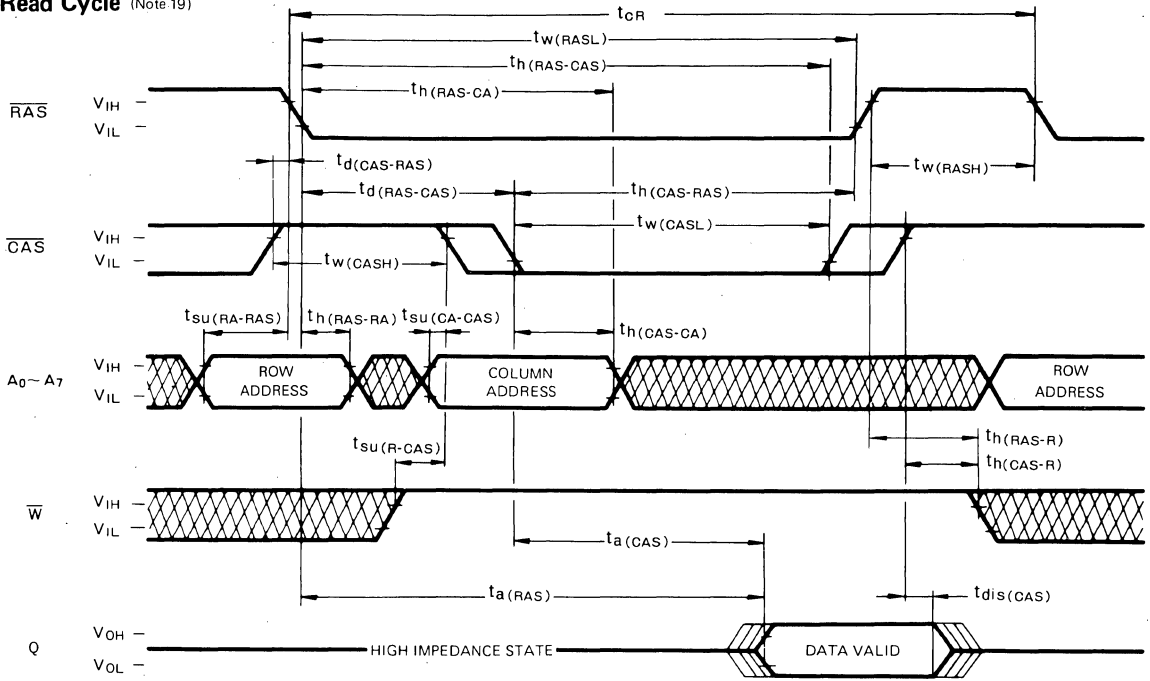 Read Cycle (Note 19)
tCR
tw(RASL)
th(RAS-CAS)
th(RAS-CA)
RAS
VIH
VIL
td(CAS-RAS)
tw(RASH)
td(RAS-CAS)
th(CAS-RAS)
CAS
VIH
VIL
tw(CASL)
tw(CASH)
tsu(RA-RAS)
th(RAS-RA)
tsu(CA-CAS)
th(CAS-CA)
A0~A7
VIH
VIL
ROW
ADDRESS
COLUMN
ADDRESS
ROW
ADDRESS
tsu(R-CAS)
th(RAS-R)
th(CAS-R)
W
VIH
VIL
ta(CAS)
ta(RAS)
tdis(CAS)
Q
VOH
VOL
HIGH IMPEDANCE STATE
DATA VALID